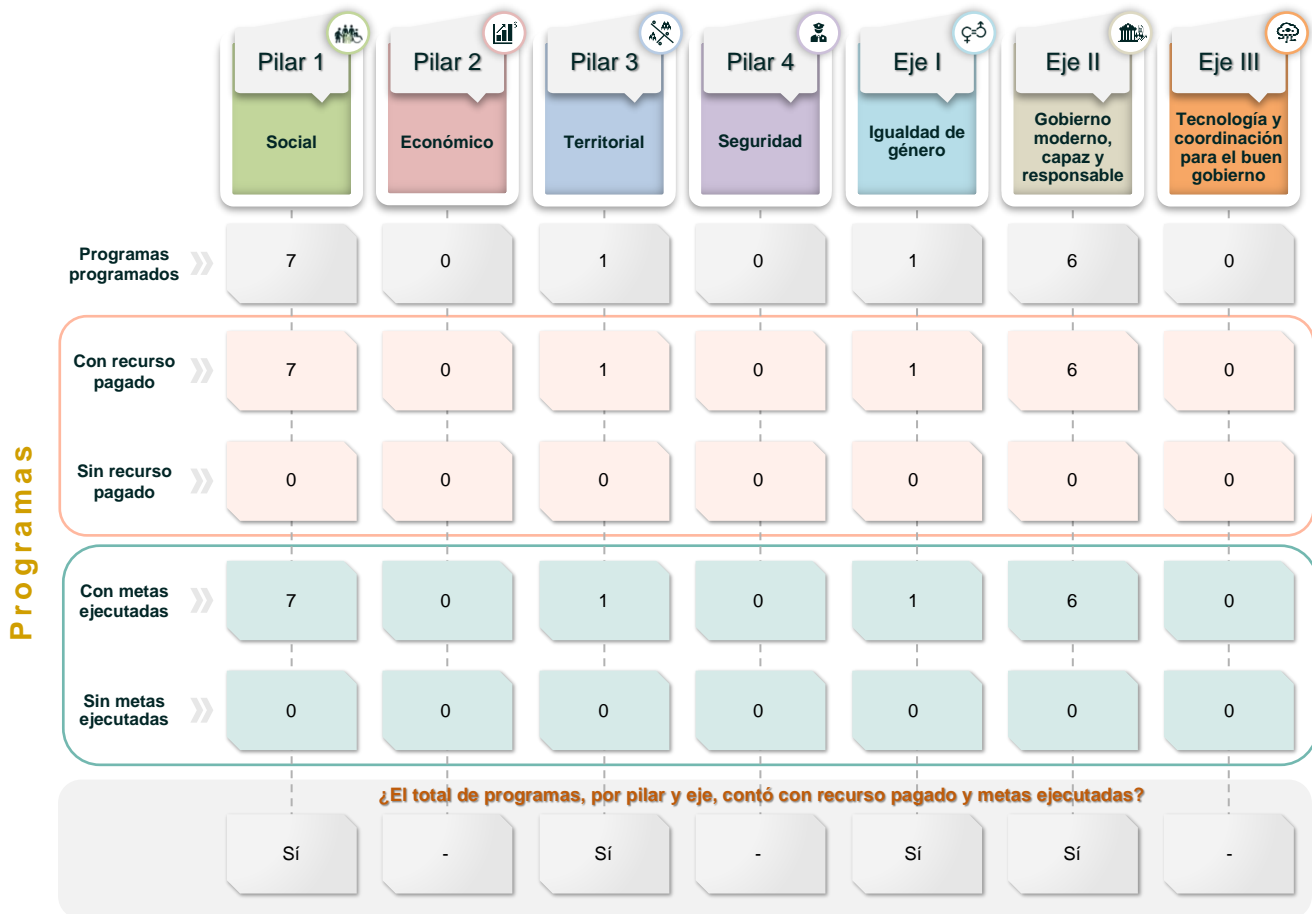 Pilar 1
Pilar 2
Pilar 3
Pilar 4
Eje I
Eje II
Eje III
Social
Económico
Territorial
Seguridad
Igualdad de
género
Gobierno
moderno,
capaz y
responsable
Tecnología y
coordinación
para el buen
gobierno
Programas
Programas
programados
7 0 1 0 1 6 0
Con recurso
pagado
7 0 1 0 1 6 0
Sin recurso
pagado
0 0 0 0 0 0 0
Con metas
ejecutadas
7 0 1 0 1 6 0
Sin metas
ejecutadas
0 0 0 0 0 0 0
¿El total de programas, por pilar y eje, contó con recurso pagado y metas ejecutadas?
Sí - Sí - Sí Sí -